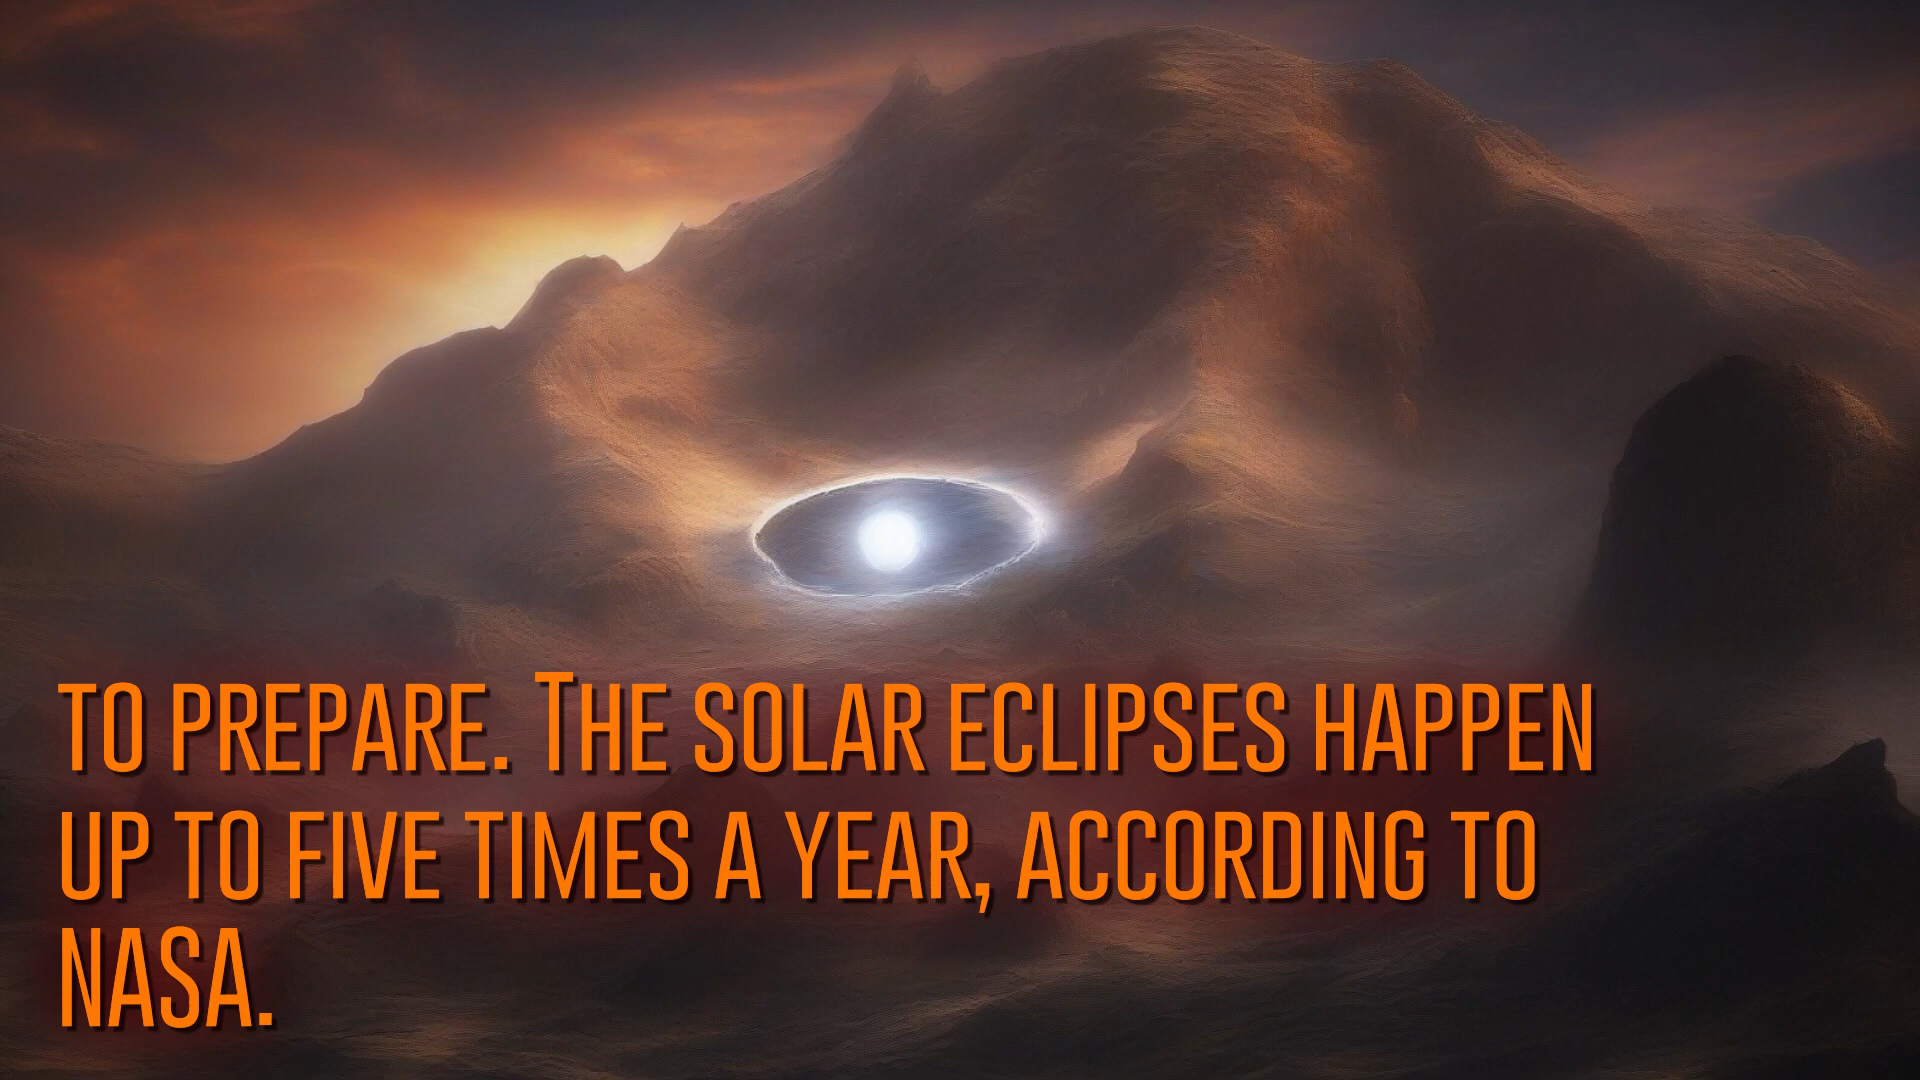 TO PREPARE. THE SOLAR ECLIPSES HAPPEN
UP TO FIVE TIMES A YEAR, ACCORDING TO
NASA.